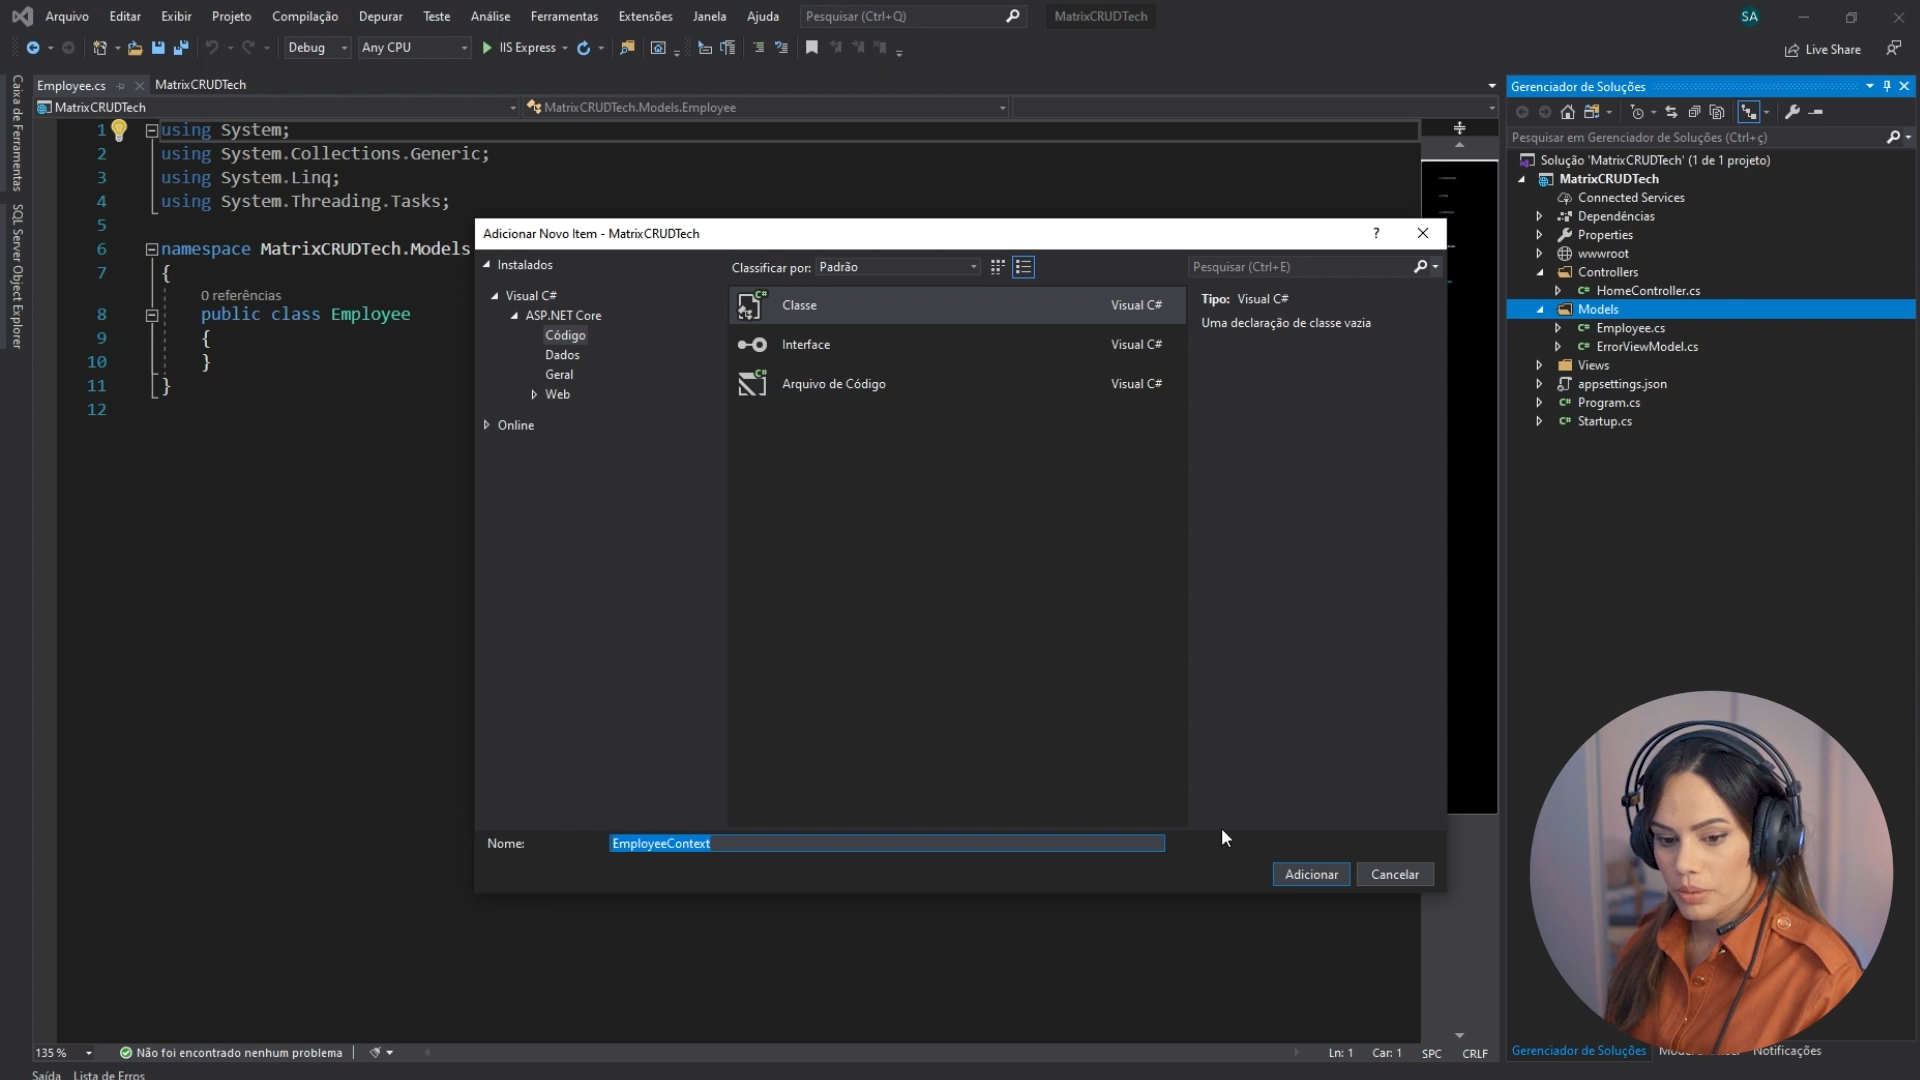 Arquivo Editar Exibir Projeto Compilação Depurar Teste Análise Ferramentas Extensões Janela Ajuda Pesquisar (Ctrl+Q) MatrixCRUDTech SA
Debug Any CPU IIS Express Live Share
Caixa de Ferramentas
SQL Server Object Explorer
Employee.cs MatrixCRUDTech
MatrixCRUDTech MatrixCRUDTech.Models.Employee
1 using System;
2 using System.Collections.Generic;
3 using System.Linq;
4 using System.Threading.Tasks;
5
6 namespace MatrixCRUDTech.Models
7 {
0 referências
8 public class Employee
9 {
10 }
11 }
12
Adicionar Novo Item - MatrixCRUDTech ?
Instalados
Visual C#
ASP.NET Core
Código
Dados
Geral
Web
Online
Classificar por: Padrão
Pesquisar (Ctrl+E)
Classe Visual C#
Interface Visual C#
Arquivo de Código Visual C#
Tipo: Visual C#
Uma declaração de classe vazia
Nome: EmployeeContext
Adicionar Cancelar
Gerenciador de Soluções
Pesquisar em Gerenciador de Soluções (Ctrl+ç)
Solução 'MatrixCRUDTech' (1 de 1 projeto)
MatrixCRUDTech
Connected Services
Dependências
Properties
wwwroot
Controllers
C# HomeController.cs
Models
C# Employee.cs
C# ErrorViewModel.cs
Views
appsettings.json
C# Program.cs
C# Startup.cs
135 % Não foi encontrado nenhum problema Ln: 1 Car: 1 SPC CRLF
Gerenciador de Soluções Notificações
Saída Lista de Erros